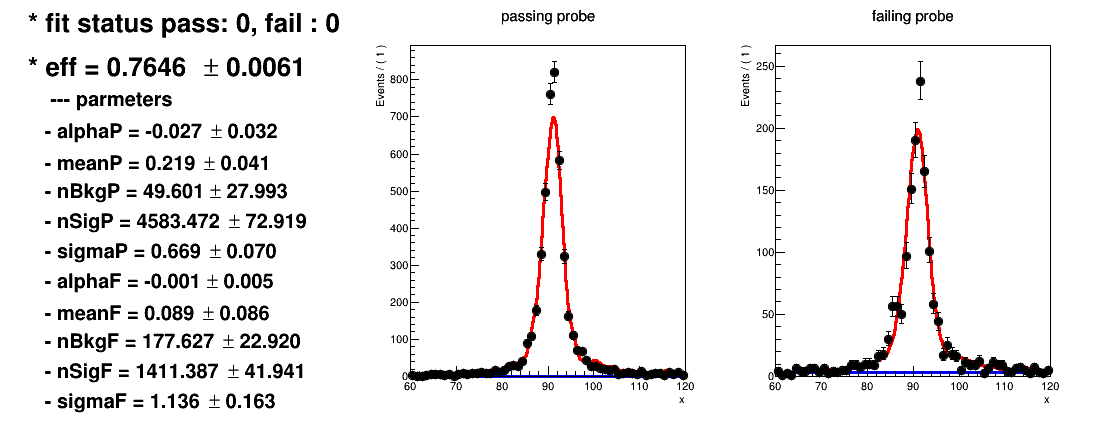 * fit status pass: 0, fail : 0
* eff = 0.7646 ± 0.0061
--- parmeters
- alphaP = -0.027 ± 0.032
- meanP = 0.219 ± 0.041
- nBkgP = 49.601 ± 27.993
- nSigP = 4583.472 ± 72.919
- sigmaP = 0.669 ± 0.070
- alphaF = -0.001 ± 0.005
- meanF = 0.089 ± 0.086
- nBkgF = 177.627 ± 22.920
- nSigF = 1411.387 ± 41.941
- sigmaF = 1.136 ± 0.163
passing probe
Events / ( 1 )
800
700
600
500
400
300
200
100
0
60 70 80 90 100 110 120
x
failing probe
Events / ( 1 )
250
200
150
100
50
0
60 70 80 90 100 110 120
x